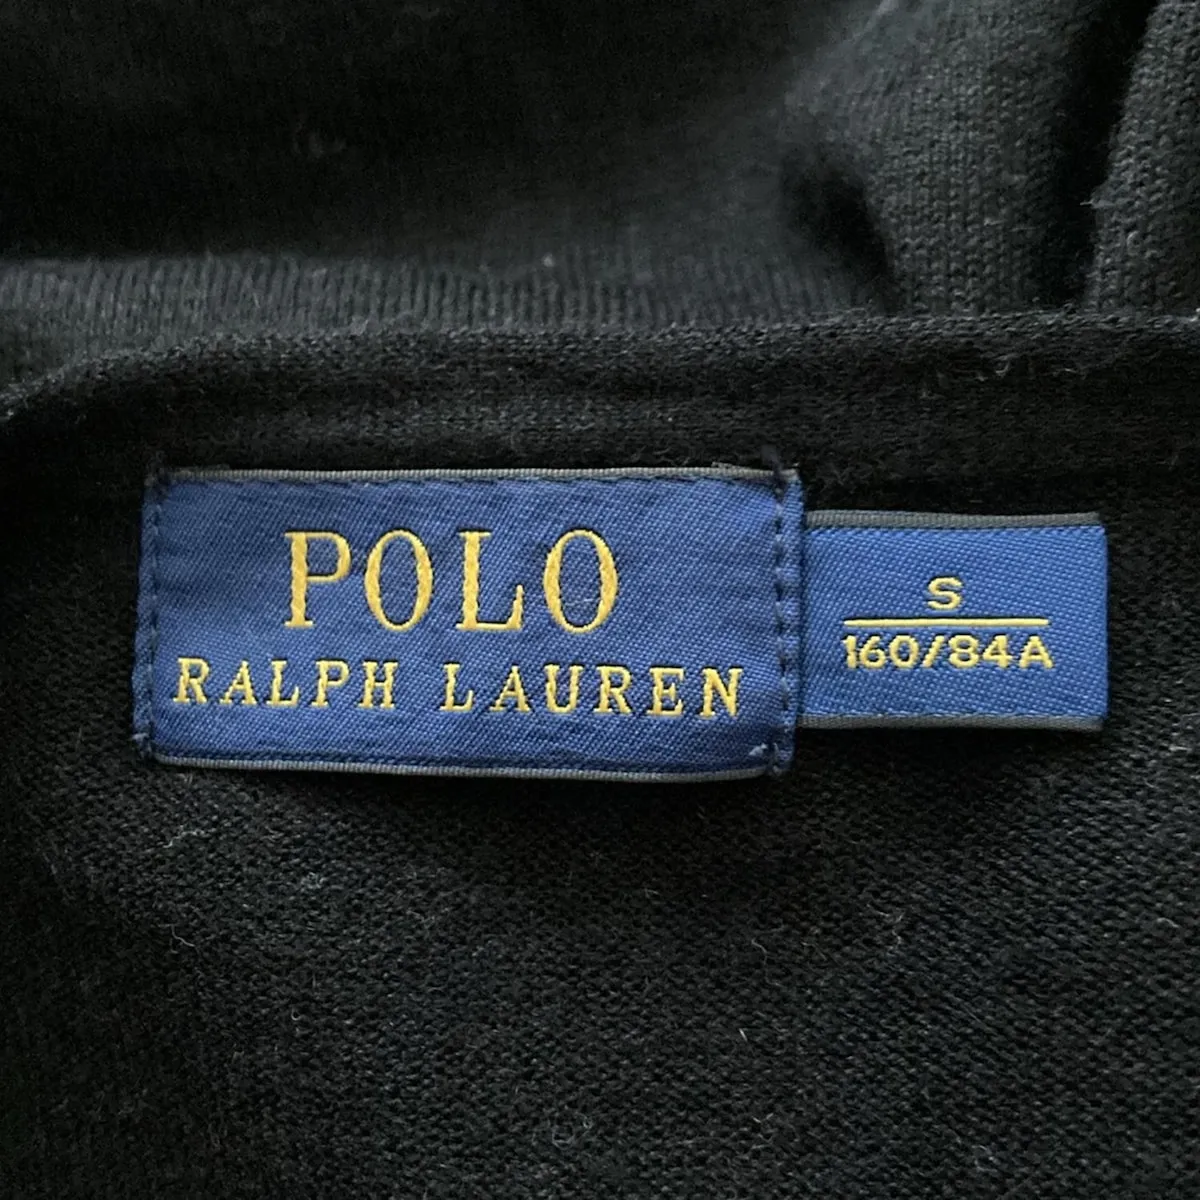 POLO
RALPH LAUREN
S
160/84A